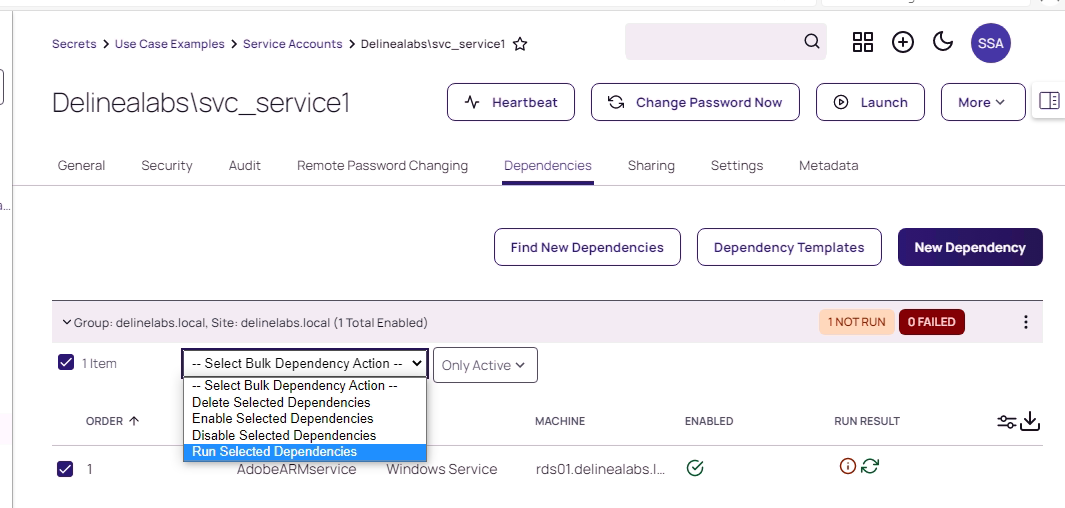 Secrets > Use Case Examples > Service Accounts > Delinealabs\svc_service1
SSA
Delinealabs\svc_service1
Heartbeat
Change Password Now
Launch
More
General Security Audit Remote Password Changing Dependencies Sharing Settings Metadata
Find New Dependencies
Dependency Templates
New Dependency
Group: delinelabs.local, Site: delinelabs.local (1 Total Enabled)
1 NOT RUN
0 FAILED
1 Item
-- Select Bulk Dependency Action --
Only Active
-- Select Bulk Dependency Action --
Delete Selected Dependencies
Enable Selected Dependencies
Disable Selected Dependencies
Run Selected Dependencies
ORDER MACHINE ENABLED RUN RESULT
1 AdobeARMservice Windows Service rds01.delinealabs.l...